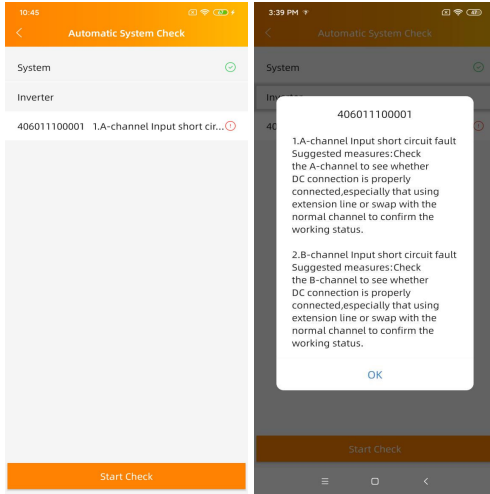 10:45
67
Automatic System Check
System
Inverter
406011100001 1.A-channel Input short cir...
Start Check
3:39 PM
Automatic System Check
System
Inverter
40
406011100001
1.A-channel Input short circuit fault
Suggested measures:Check
the A-channel to see whether
DC connection is properly
connected,especially that using
extension line or swap with the
normal channel to confirm the
working status.
2.B-channel Input short circuit fault
Suggested measures:Check
the B-channel to see whether
DC connection is properly
connected,especially that using
extension line or swap with the
normal channel to confirm the
working status.
OK
Start Check